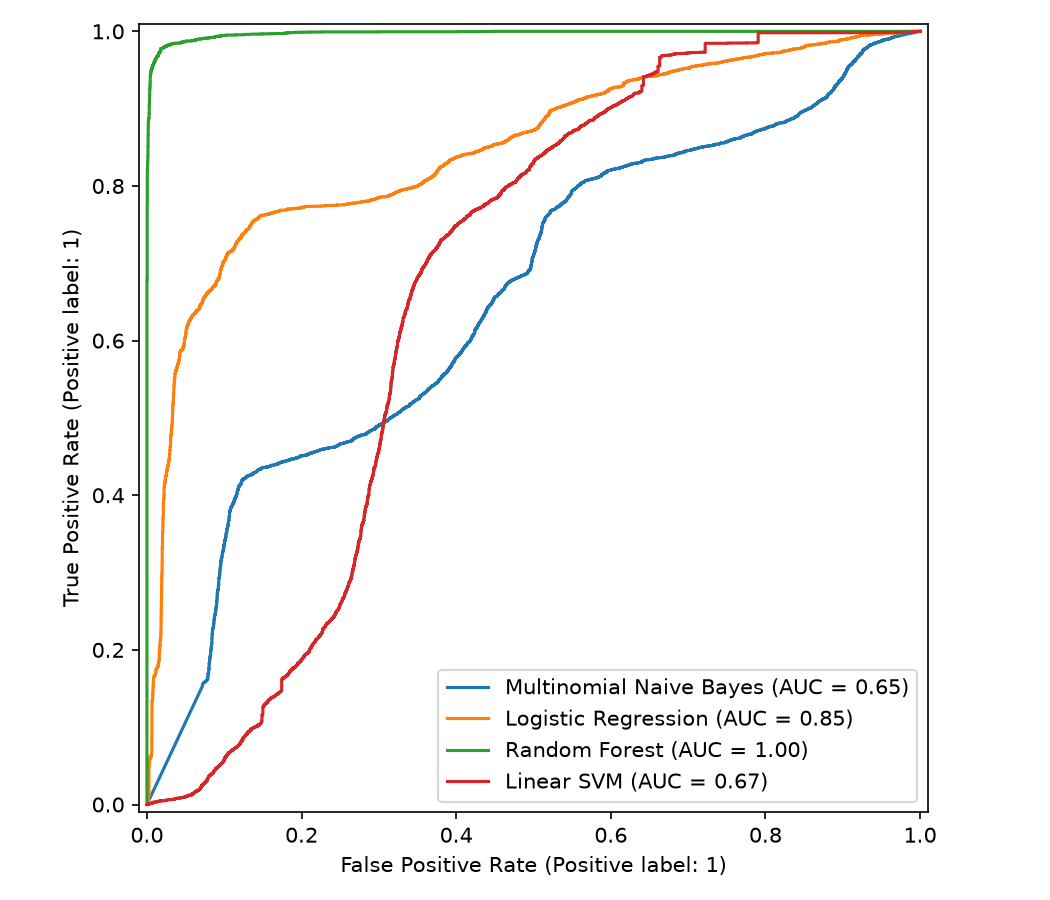 1.0
0.8
0.6
0.4
0.2
0.0
True Positive Rate (Positive label: 1)
Multinomial Naive Bayes (AUC = 0.65)
Logistic Regression (AUC = 0.85)
Random Forest (AUC = 1.00)
Linear SVM (AUC = 0.67)
0.0 0.2 0.4 0.6 0.8 1.0
False Positive Rate (Positive label: 1)